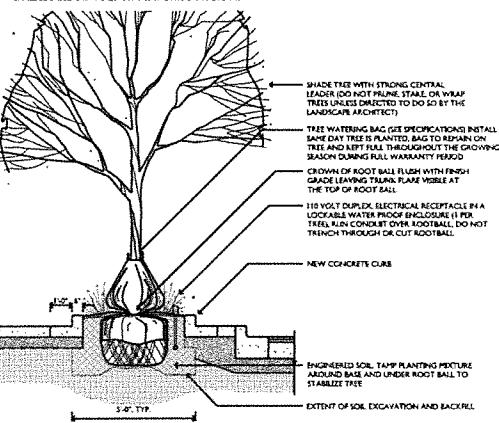 SHADE TREE WITH STRONG CENTRAL
LEADER (DO NOT PRUNE, STAKE, OR WRAP
TREES UNLESS DIRECTED TO DO SO BY THE
LANDSCAPE ARCHITECT)
TREE WATERING BAG (SEE SPECIFICATIONS) INSTALL
SAME DAY TREE IS PLANTED, BAG TO REMAIN ON
TREE AND KEPT FULL THROUGHOUT THE GROWING
SEASON DURING FULL WARRANTY PERIOD
CROWN OF ROOT BALL FLUSH WITH FINISH
GRADE LEAVING TRUNK FLARE VISIBLE AT
THE TOP OF ROOT BALL
110 VOLT DUPLEX ELECTRICAL RECEPTACLE IN A
LOCKABLE WATER PROOF ENCLOSURE (1 PER
TREE), RUN CONDUIT OVER ROOTBALL, DO NOT
TRENCH THROUGH OR CUT ROOTBALL
NEW CONCRETE CURB
6"
ENGINEERED SOIL, TAMP PLANTING MIXTURE
AROUND BASE AND UNDER ROOT BALL TO
STABILIZE TREE
EXTENT OF SOIL EXCAVATION AND BACKFILL
5'-0", TYP.